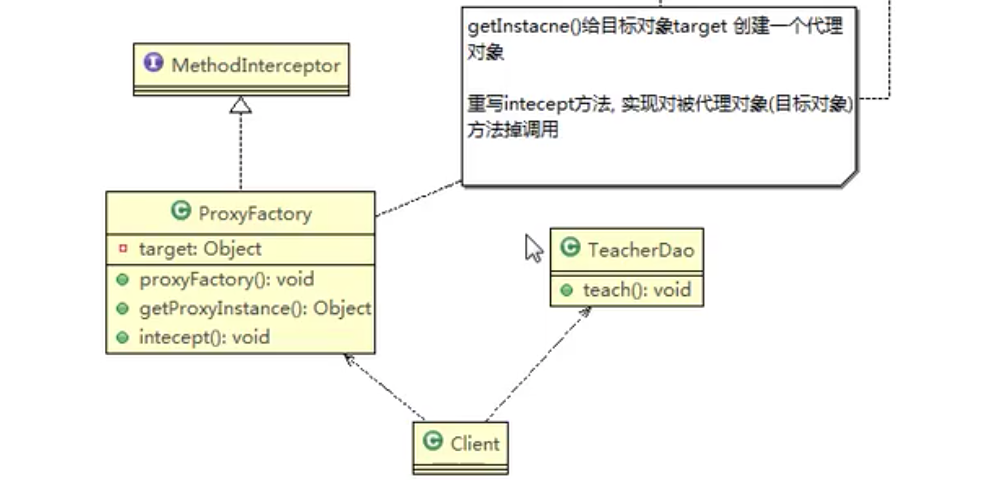 getInstacne()给目标对象target 创建一个代理
对象
重写intecept方法, 实现对被代理对象(目标对象)
方法掉调用
MethodInterceptor
ProxyFactory
target: Object
proxyFactory(): void
getProxyInstance(): Object
intecept(): void
TeacherDao
teach(): void
Client